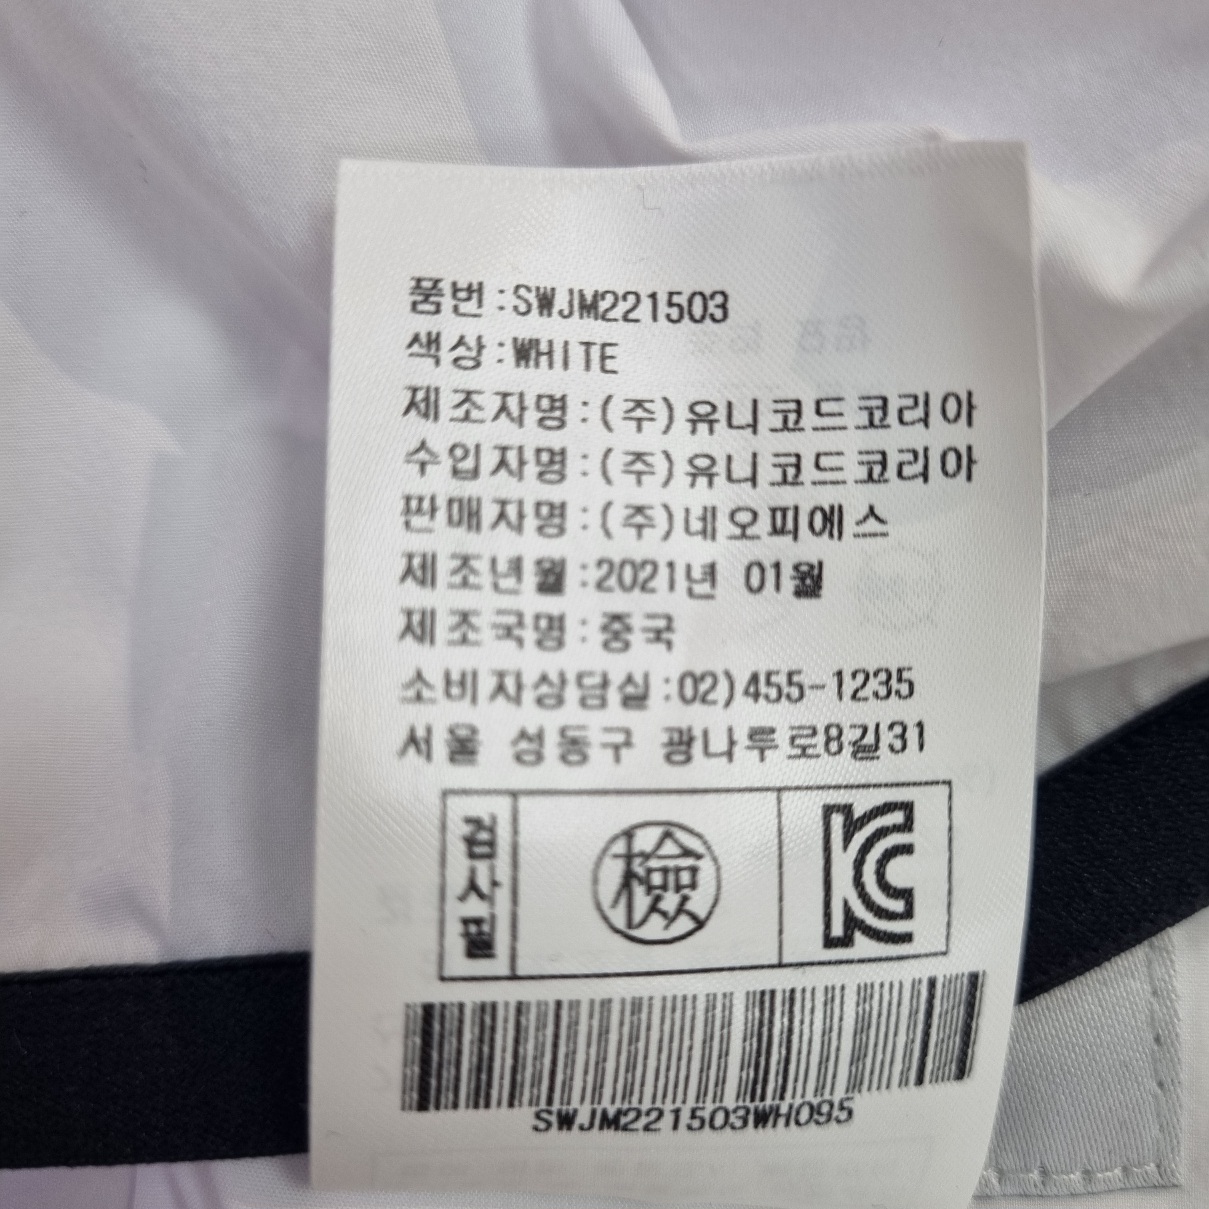 품번:SWJM221503
색상:WHITE
제조자명:(주)유니코드코리아
수입자명:(주)유니코드코리아
판매자명:(주)네오피에스
제조년월:2021년 01월
제조국명:중국
소비자상담실:02)455-1235
서울 성동구 광나루로8길31
검사필 檢 KC
SWJM221503WH095